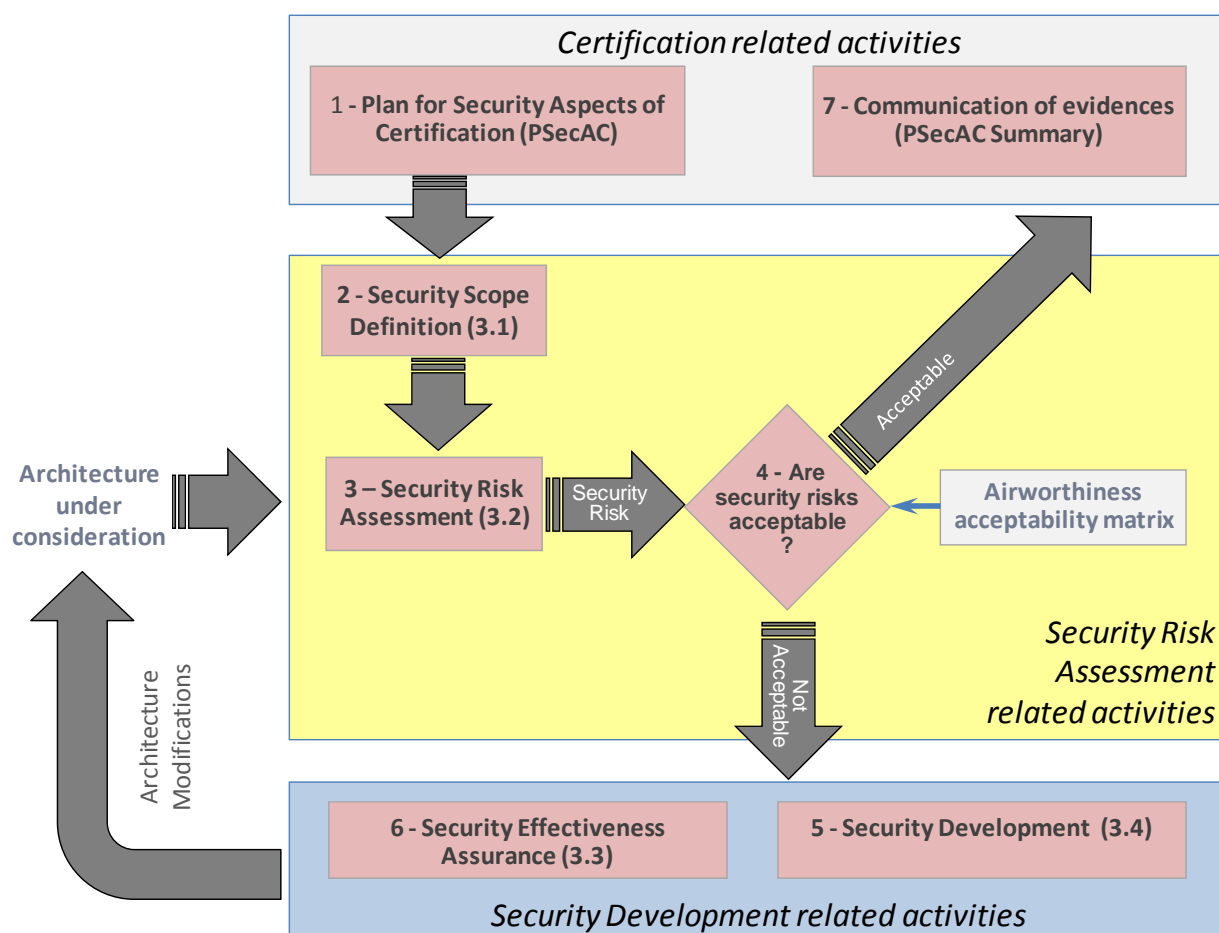 Certification related activities
1 - Plan for Security Aspects of
Certification (PSecAC)
7 - Communication of evidences
(PSecAC Summary)
2 - Security Scope
Definition (3.1)
Acceptable
Architecture
under
consideration
3 – Security Risk
Assessment (3.2)
Security
Risk
4 - Are
security risks
acceptable
?
Airworthiness
acceptability matrix
Not
Acceptable
Security Risk
Assessment
related activities
Architecture
Modifications
6 - Security Effectiveness
Assurance (3.3)
5 - Security Development (3.4)
Security Development related activities